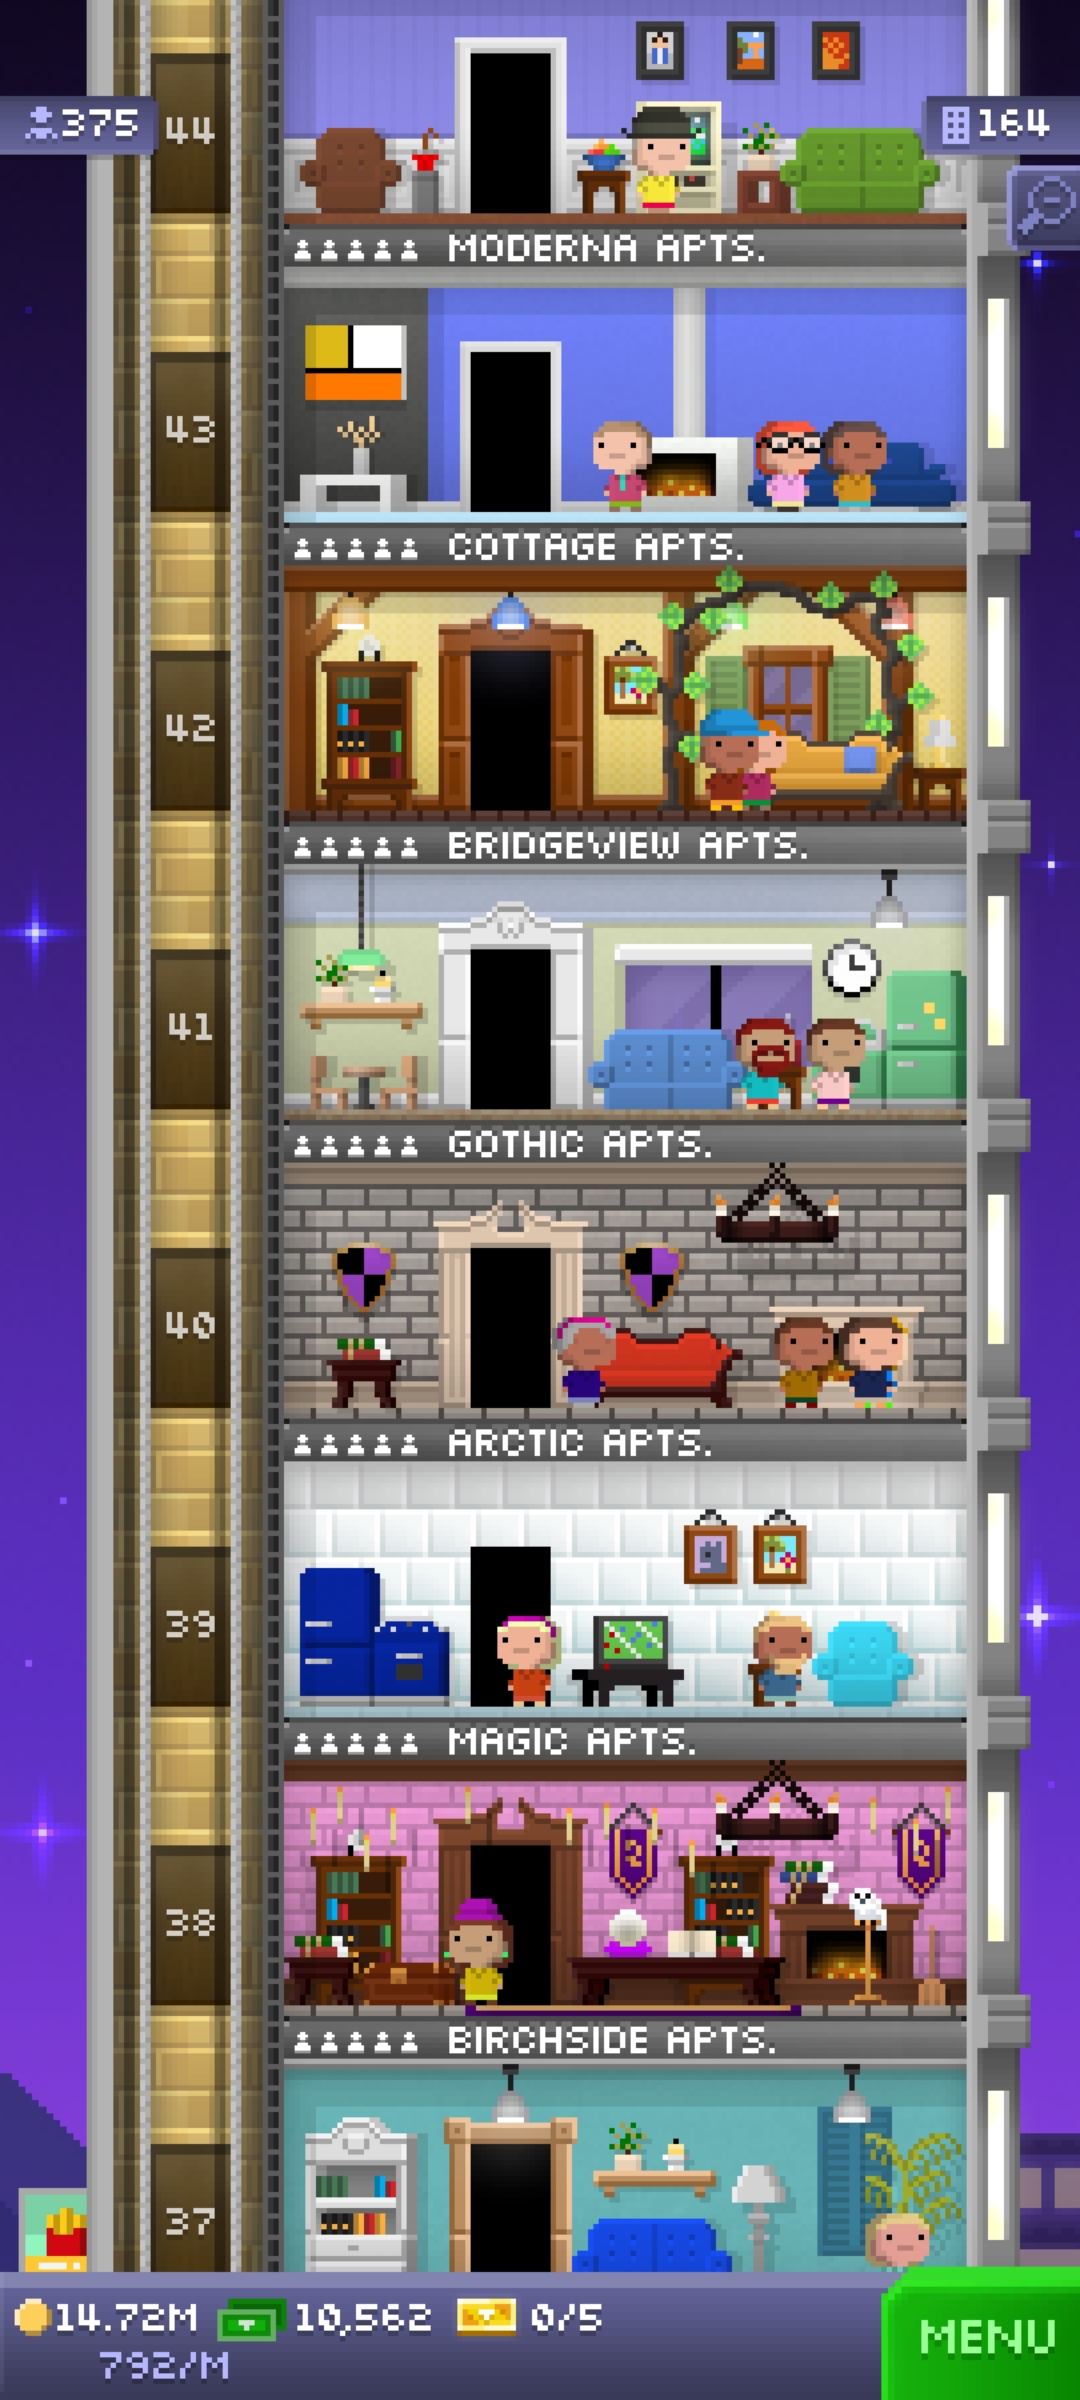 375
44
164
MODERNA APTS.
43
COTTAGE APTS.
42
BRIDGEVIEW APTS.
41
GOTHIC APTS.
40
ARCTIC APTS.
39
MAGIC APTS.
38
BIRCHSIDE APTS.
37
14.72M 10,562 0/5
792/M
MENU